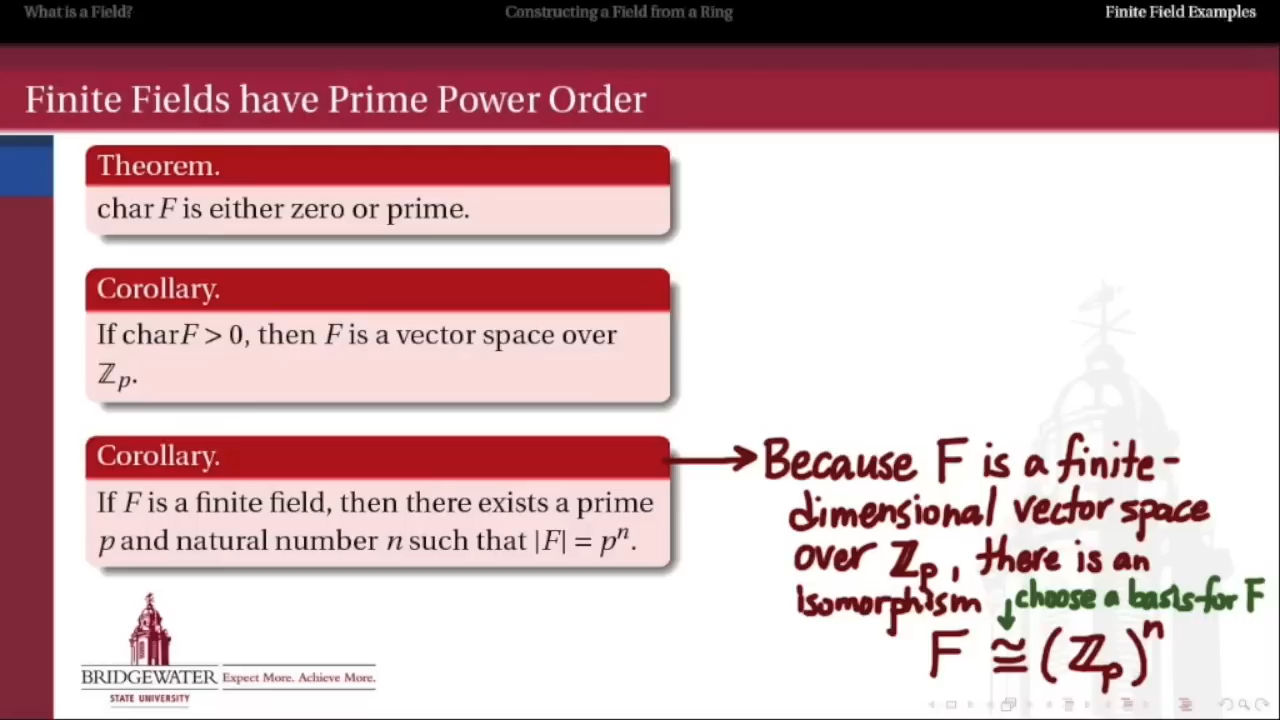 What is a Field?
Constructing a Field from a Ring
Finite Field Examples
Finite Fields have Prime Power Order
Theorem.
char F is either zero or prime.
Corollary.
If char F > 0, then F is a vector space over
ℤₚ.
Corollary.
If F is a finite field, then there exists a prime
p and natural number n such that |F| = pⁿ.
Because F is a finite-
dimensional vector space
over ℤₚ, there is an
isomorphism
choose a basis for F
F ≅ (ℤₚ)ⁿ
BRIDGEWATER
STATE UNIVERSITY
Expect More. Achieve More.